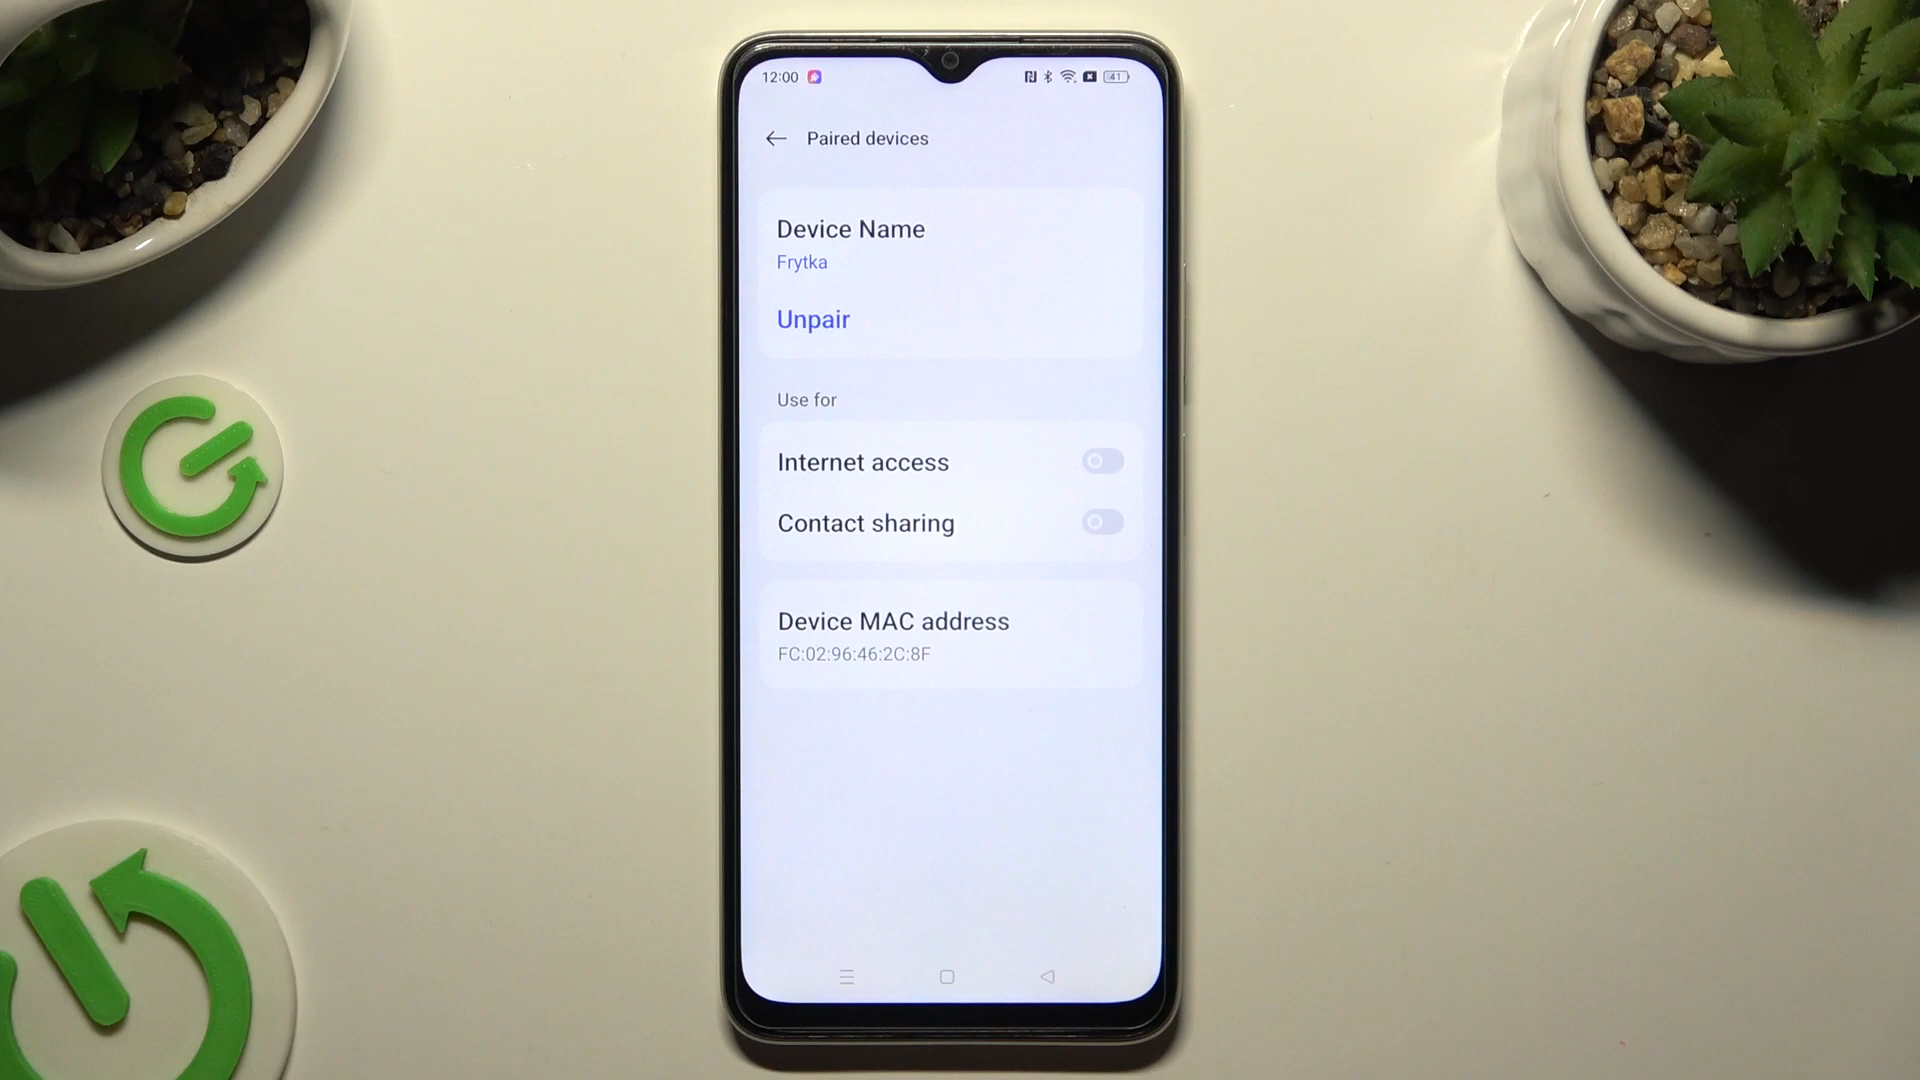 12:00 41
Paired devices
Device Name
Frytka
Unpair
Use for
Internet access
Contact sharing
Device MAC address
FC:02:96:46:2C:8F